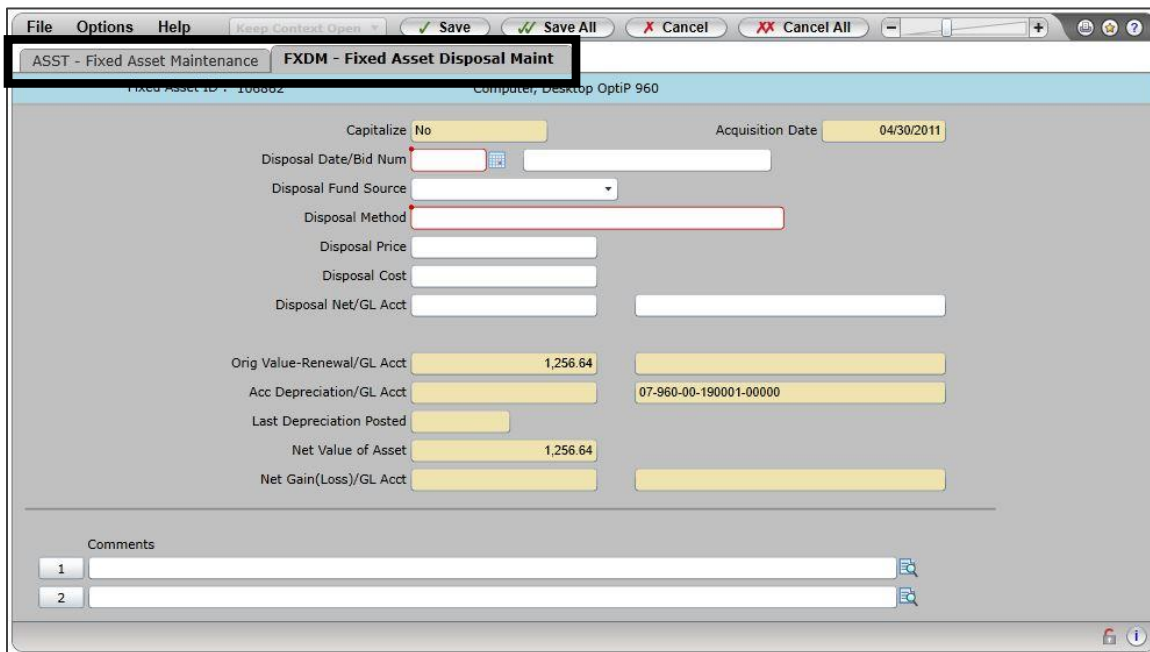 File Options Help Keep Context Open Save Save All Cancel Cancel All
ASST - Fixed Asset Maintenance FXDM - Fixed Asset Disposal Maint
Fixed Asset ID : 106862 Computer, Desktop OptiP 960
Capitalize No Acquisition Date 04/30/2011
Disposal Date/Bid Num
Disposal Fund Source
Disposal Method
Disposal Price
Disposal Cost
Disposal Net/GL Acct
Orig Value-Renewal/GL Acct 1,256.64
Acc Depreciation/GL Acct 07-960-00-190001-00000
Last Depreciation Posted
Net Value of Asset 1,256.64
Net Gain(Loss)/GL Acct
Comments
1
2